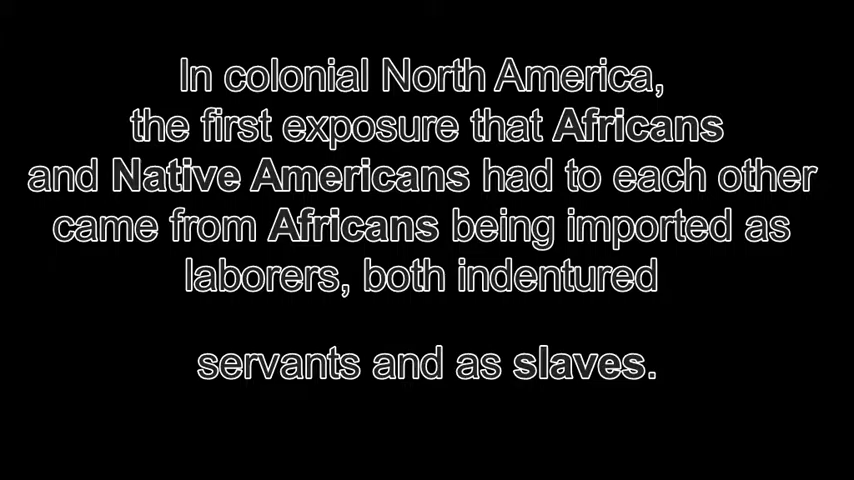 In colonial North America,
the first exposure that Africans
and Native Americans had to each other
came from Africans being imported as
laborers, both indentured
servants and as slaves.